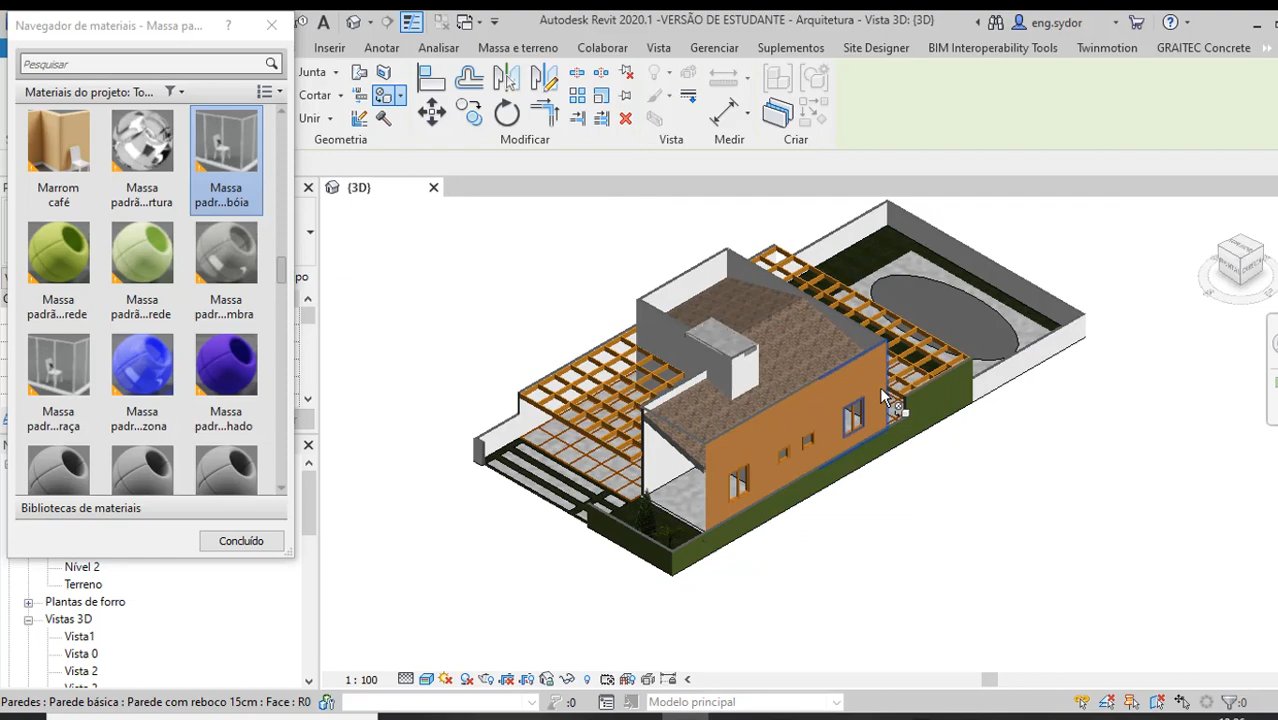 Navegador de materiais - Massa pa...
?
Autodesk Revit 2020.1 -VERSÃO DE ESTUDANTE - Arquitetura - Vista 3D: {3D}
eng.sydor
Inserir
Anotar
Analisar
Massa e terreno
Colaborar
Vista
Gerenciar
Suplementos
Site Designer
BIM Interoperability Tools
Twinmotion
GRAITEC Concrete
Pesquisar
Materiais do projeto: To...
Junta
Cortar
Unir
Geometria
Modificar
Vista
Medir
Criar
Marrom
café
Massa
padrã...rtura
Massa
padr...bóia
{3D}
Massa
padrã...rede
Massa
padrã...rede
Massa
padr...mbra
Massa
padr...raça
Massa
padr...zona
Massa
padr...hado
Bibliotecas de materiais
Concluído
Nível 2
Terreno
Plantas de forro
Vistas 3D
Vista1
Vista 0
Vista 2
1 : 100
Paredes : Parede básica : Parede com reboco 15cm : Face : R0
:0
Modelo principal
:0